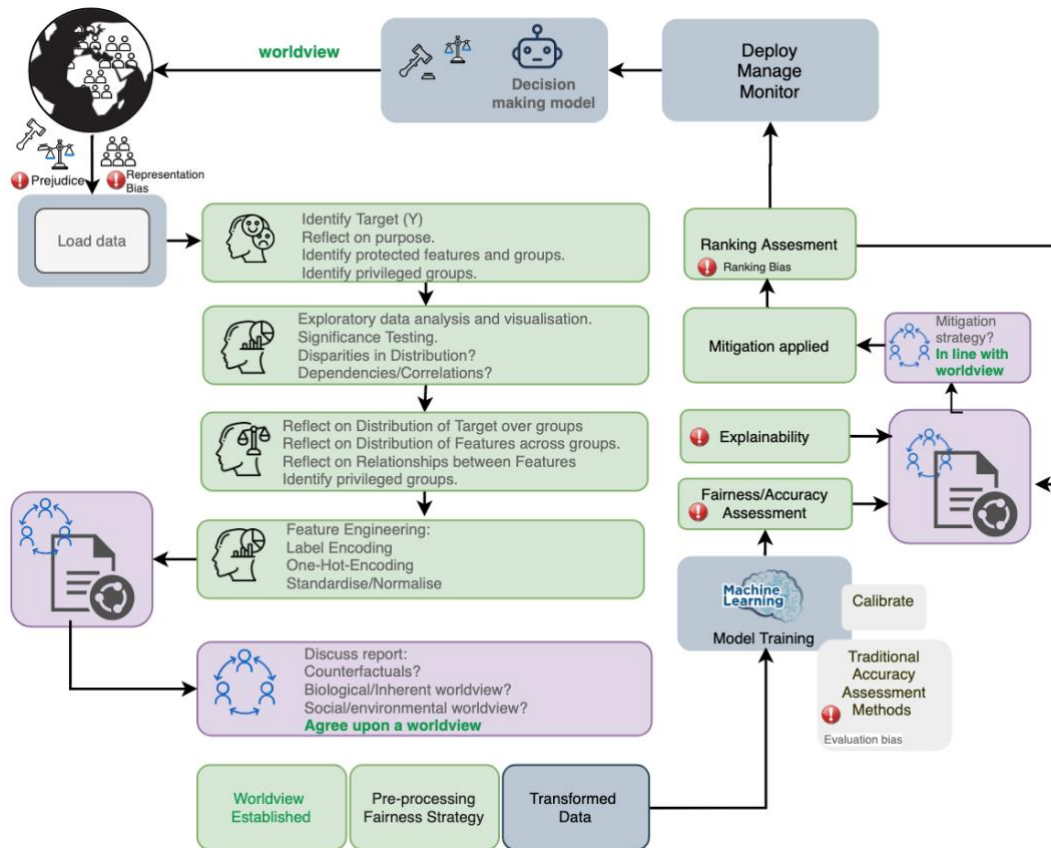 worldview
Decision
making model
Deploy
Manage
Monitor
Prejudice
Representation
Bias
Load data
Identify Target (Y)
Reflect on purpose.
Identify protected features and groups.
Identify privileged groups.
Exploratory data analysis and visualisation.
Significance Testing.
Disparities in Distribution?
Dependencies/Correlations?
Reflect on Distribution of Target over groups
Reflect on Distribution of Features across groups.
Reflect on Relationships between Features
Identify privileged groups.
Feature Engineering:
Label Encoding
One-Hot-Encoding
Standardise/Normalise
Discuss report:
Counterfactuals?
Biological/Inherent worldview?
Social/environmental worldview?
Agree upon a worldview
Worldview
Established
Pre-processing
Fairness Strategy
Transformed
Data
Machine
Learning
Model Training
Calibrate
Traditional
Accuracy
Assessment
Methods
Evaluation bias
Fairness/Accuracy
Assessment
Explainability
Mitigation
strategy?
In line with
worldview
Mitigation applied
Ranking Assesment
Ranking Bias